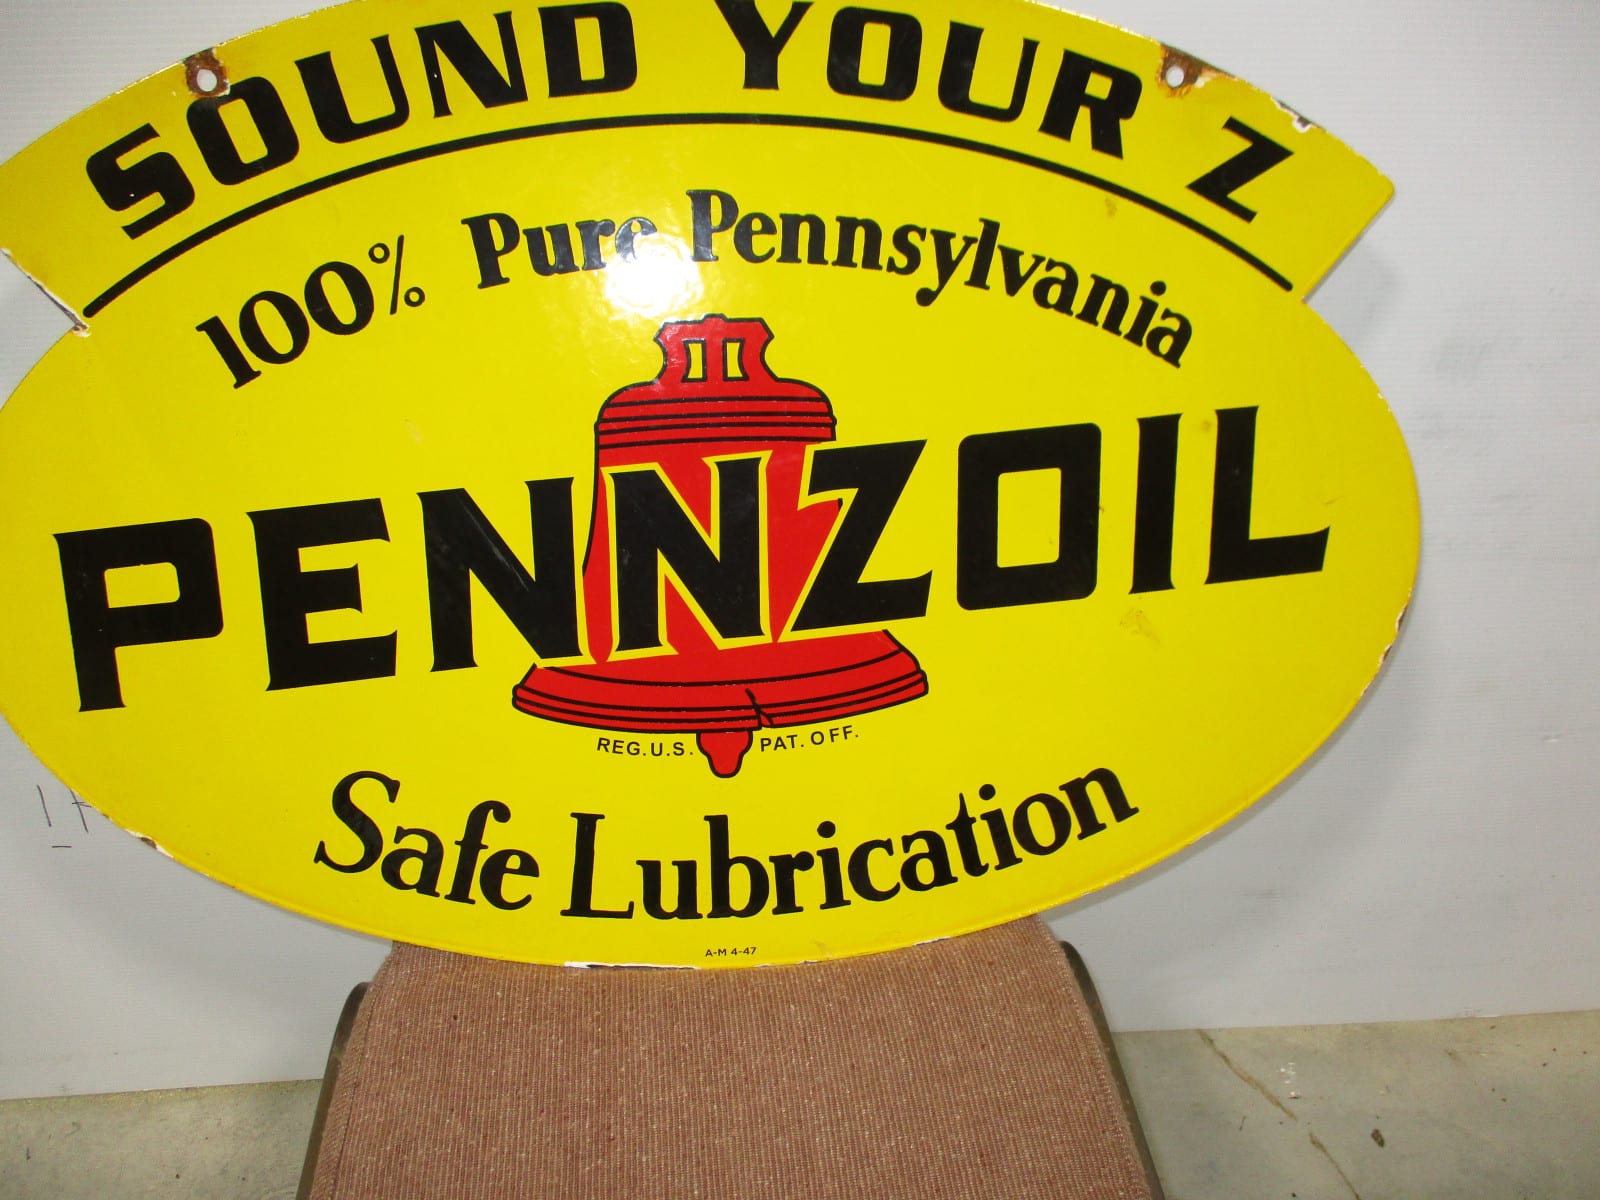 SOUND YOUR Z
100% Pure Pennsylvania
PENNZOIL
REG. U.S. PAT. OFF.
Safe Lubrication
A-M 4-47